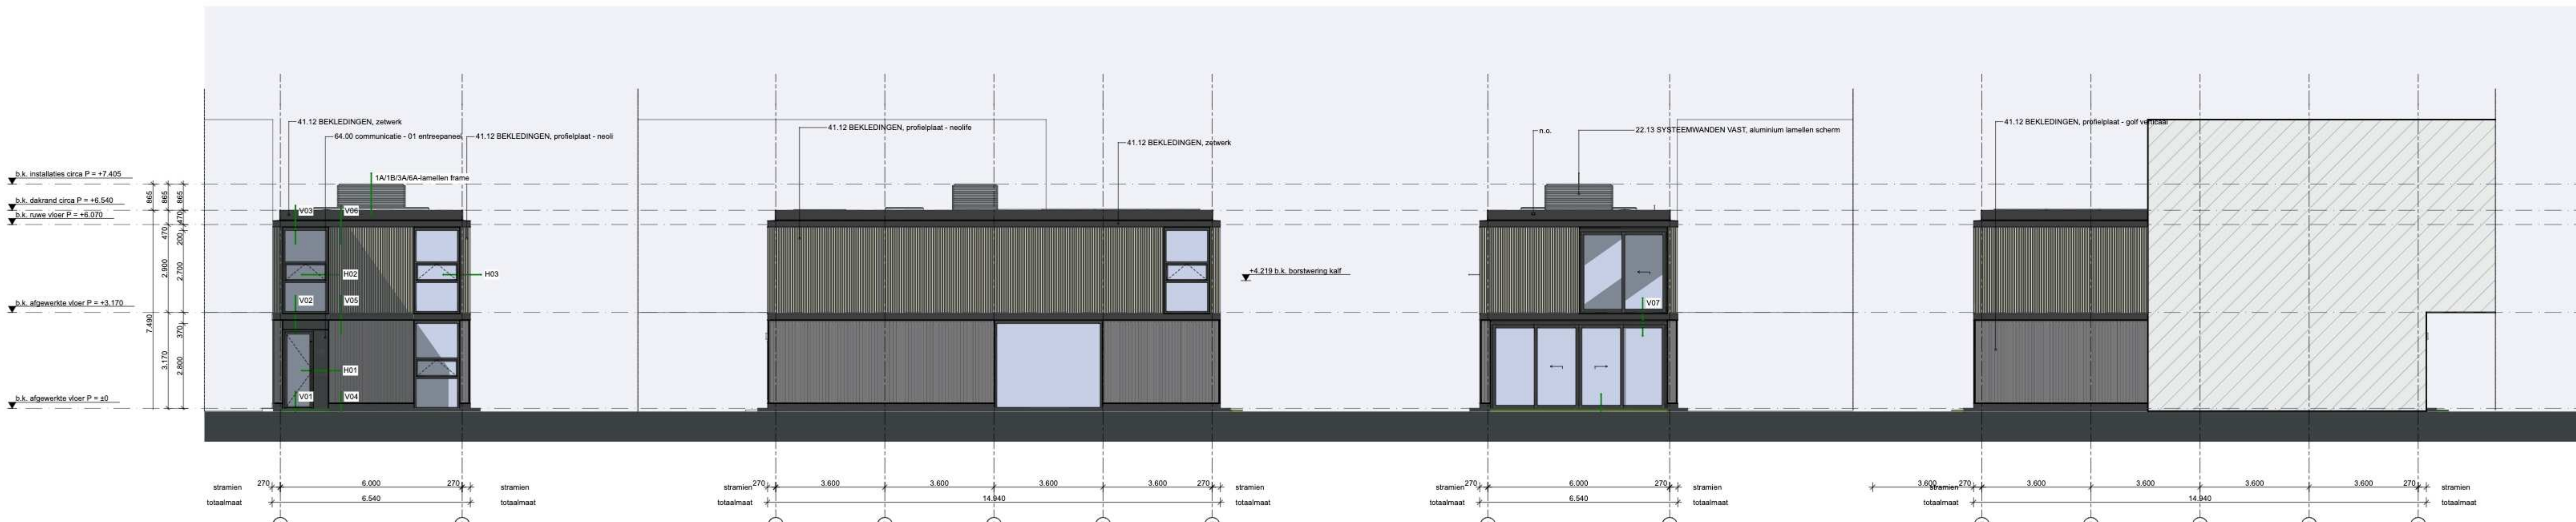 41.12 BEKLEDINGEN, zetwerk
64.00 communicatie - 01 entreepaneel
41.12 BEKLEDINGEN, profielplaat - neoli
1A/1B/3A/6A-lamellen frame
41.12 BEKLEDINGEN, profielplaat - neolife
41.12 BEKLEDINGEN, zetwerk
n.o.
22.13 SYSTEEMWANDEN VAST, aluminium lamellen scherm
41.12 BEKLEDINGEN, profielplaat - golf verticaal
b.k. installaties circa P = +7.405
b.k. dakrand circa P = +6.540
b.k. ruwe vloer P = +6.070
b.k. afgewerkte vloer P = +3.170
b.k. afgewerkte vloer P = ±0
865 865 865
470 470
200
2.900 2.700
7.490
370
3.170 2.800
V03 V06
H02 H03
V02 V05
H01
V01 V04
+4.219 b.k. borstwering kalf
V07
stramien 270 6.000 270 stramien
totaalmaat 6.540 totaalmaat
stramien 270 3.600 3.600 3.600 3.600 270 stramien
totaalmaat 14.940 totaalmaat
stramien 270 6.000 270 stramien
totaalmaat 6.540 totaalmaat
3.600 stramien 270 3.600 3.600 3.600 3.600 270 stramien
totaalmaat 14.940 totaalmaat